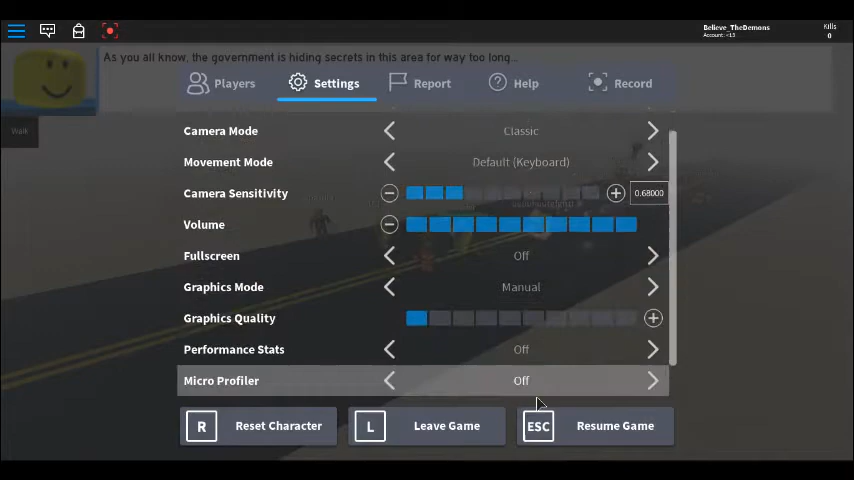 Believe_TheDemons
Account: <13
Kills
0
As you all know, the government is hiding secrets in this area for way too long...
Players
Settings
Report
Help
Record
Walk
Camera Mode
Classic
Movement Mode
Default (Keyboard)
Camera Sensitivity
0.68000
Volume
Fullscreen
Off
Graphics Mode
Manual
Graphics Quality
Performance Stats
Off
Micro Profiler
Off
R
Reset Character
L
Leave Game
ESC
Resume Game